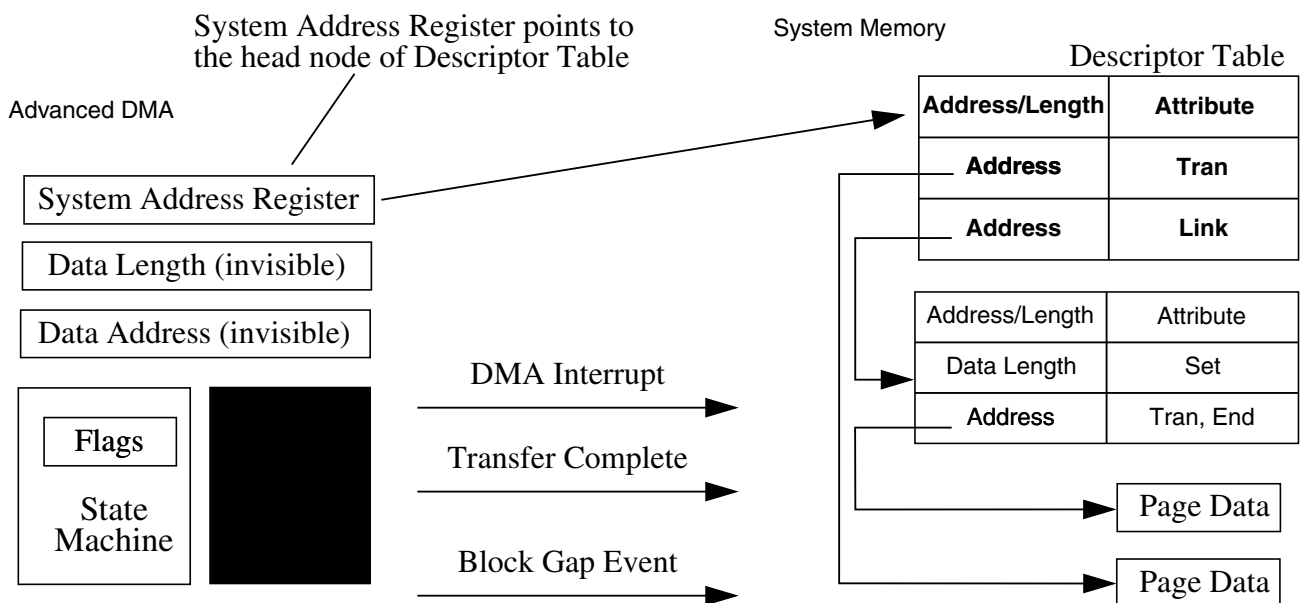 System Address Register points to
the head node of Descriptor Table
System Memory
Descriptor Table
Advanced DMA
Address/Length Attribute
Address Tran
Address Link
System Address Register
Data Length (invisible)
Data Address (invisible)
Address/Length Attribute
Data Length Set
Address Tran, End
DMA Interrupt
Flags
Transfer Complete
State
Machine
Page Data
Block Gap Event
Page Data